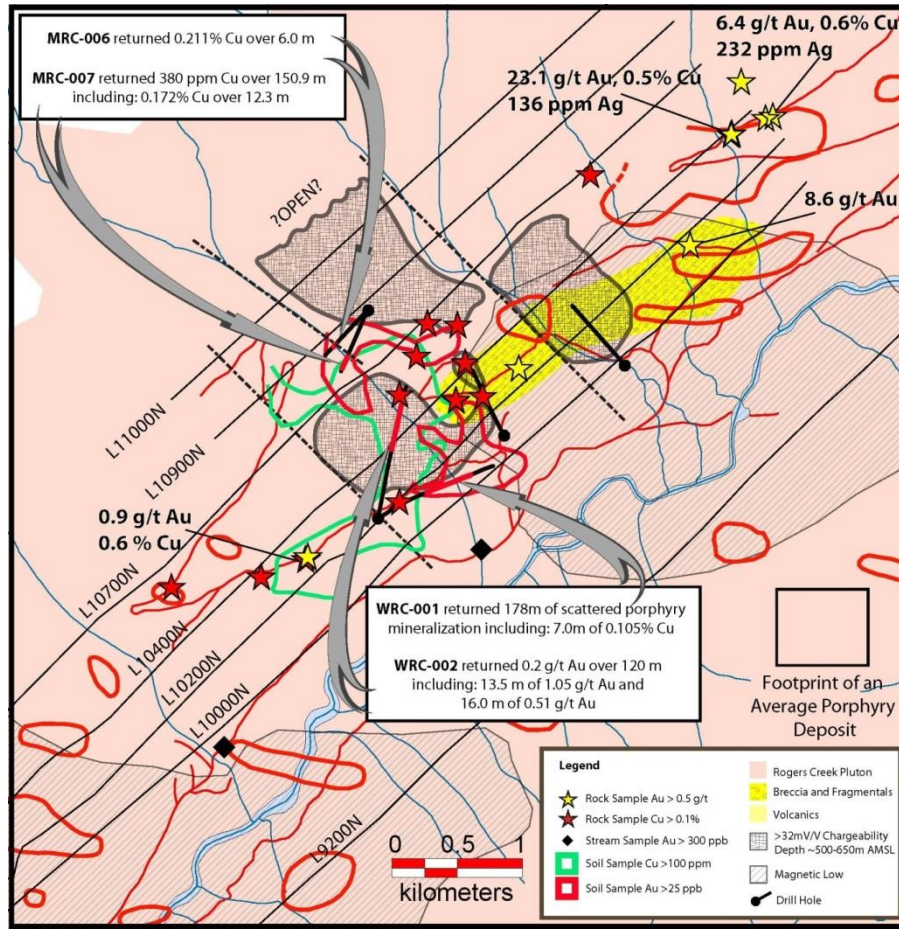 MRC-006 returned 0.211% Cu over 6.0 m
MRC-007 returned 380 ppm Cu over 150.9 m
including: 0.172% Cu over 12.3 m
6.4 g/t Au, 0.6% Cu
232 ppm Ag
23.1 g/t Au, 0.5% Cu
136 ppm Ag
8.6 g/t Au
?OPEN?
L11000N
L10900N
L10700N
L10400N
L10200N
L10000N
L9200N
0.9 g/t Au
0.6 % Cu
WRC-001 returned 178m of scattered porphyry
mineralization including: 7.0m of 0.105% Cu
WRC-002 returned 0.2 g/t Au over 120 m
including: 13.5 m of 1.05 g/t Au and
16.0 m of 0.51 g/t Au
Footprint of an
Average Porphyry
Deposit
0 0.5 1
kilometers
Legend
Rock Sample Au > 0.5 g/t
Rock Sample Cu > 0.1%
Stream Sample Au > 300 ppb
Soil Sample Cu >100 ppm
Soil Sample Au >25 ppb
Rogers Creek Pluton
Breccia and Fragmentals
Volcanics
>32mV/V Chargeability
Depth ~500-650m AMSL
Magnetic Low
Drill Hole